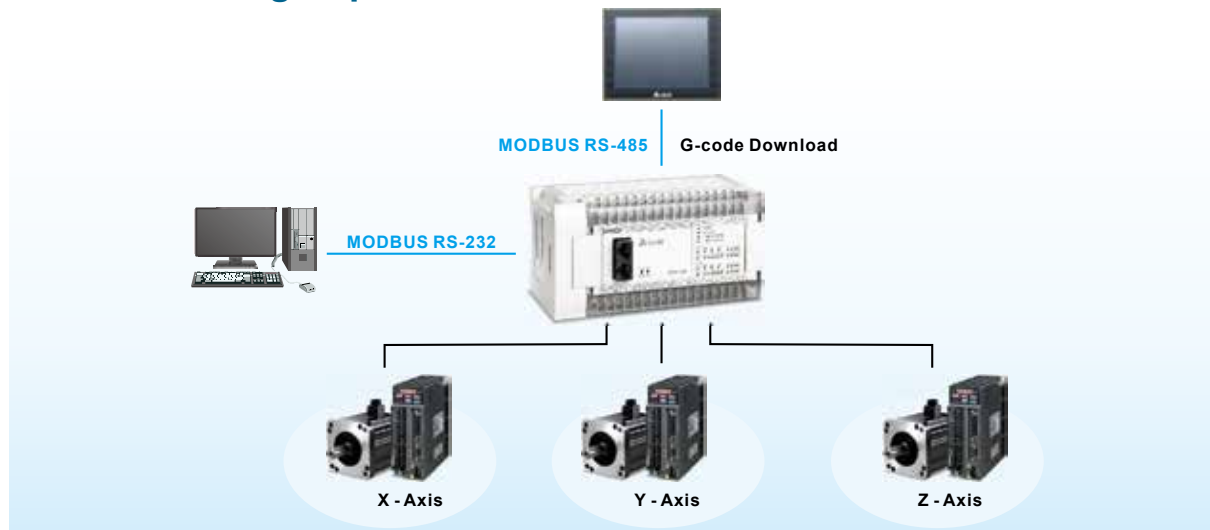 MODBUS RS-485 G-code Download
MODBUS RS-232
X - Axis Y - Axis Z - Axis